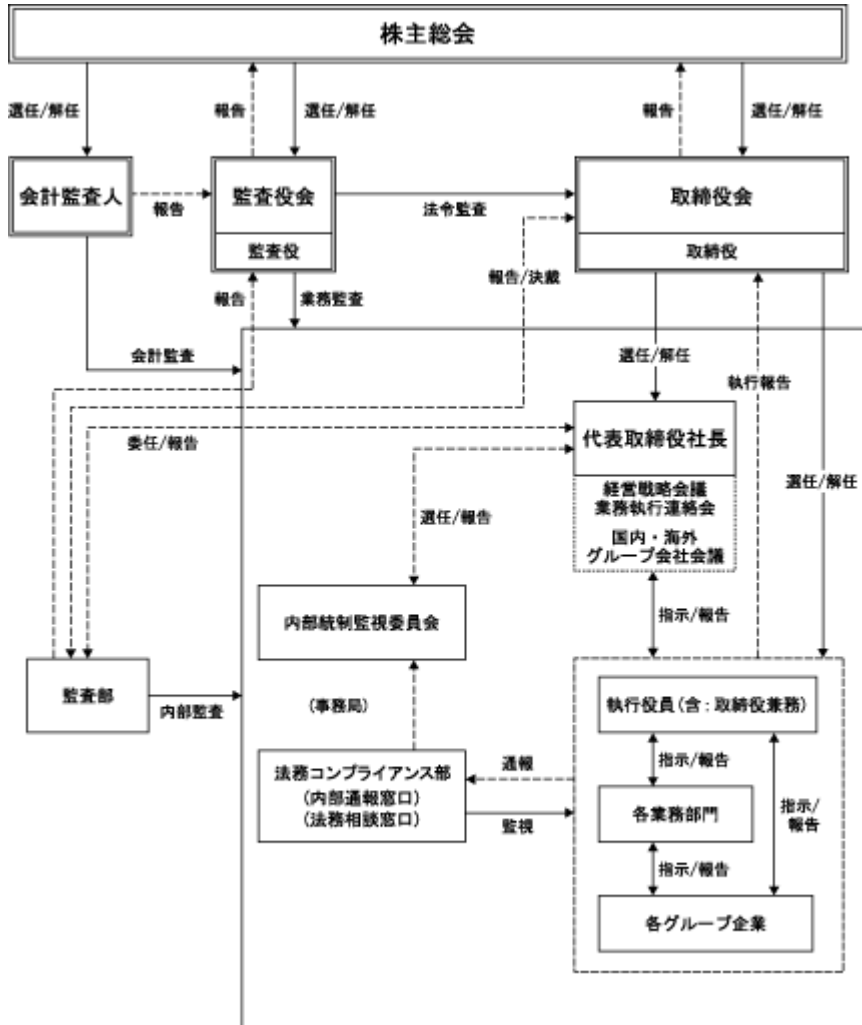 株主総会
選任/解任
報告
選任/解任
報告
選任/解任
会計監査人
報告
監査役会
監査役
法令監査
取締役会
取締役
報告
業務監査
報告/決裁
会計監査
選任/解任
執行報告
委任/報告
代表取締役社長
経営戦略会議
業務執行連絡会
国内・海外
グループ会社会議
選任/解任
選任/報告
内部統制監視委員会
指示/報告
監査部
内部監査
(事務局)
執行役員(含:取締役兼務)
法務コンプライアンス部
(内部通報窓口)
(法務相談窓口)
通報
監視
指示/報告
各業務部門
指示/
報告
指示/報告
各グループ企業